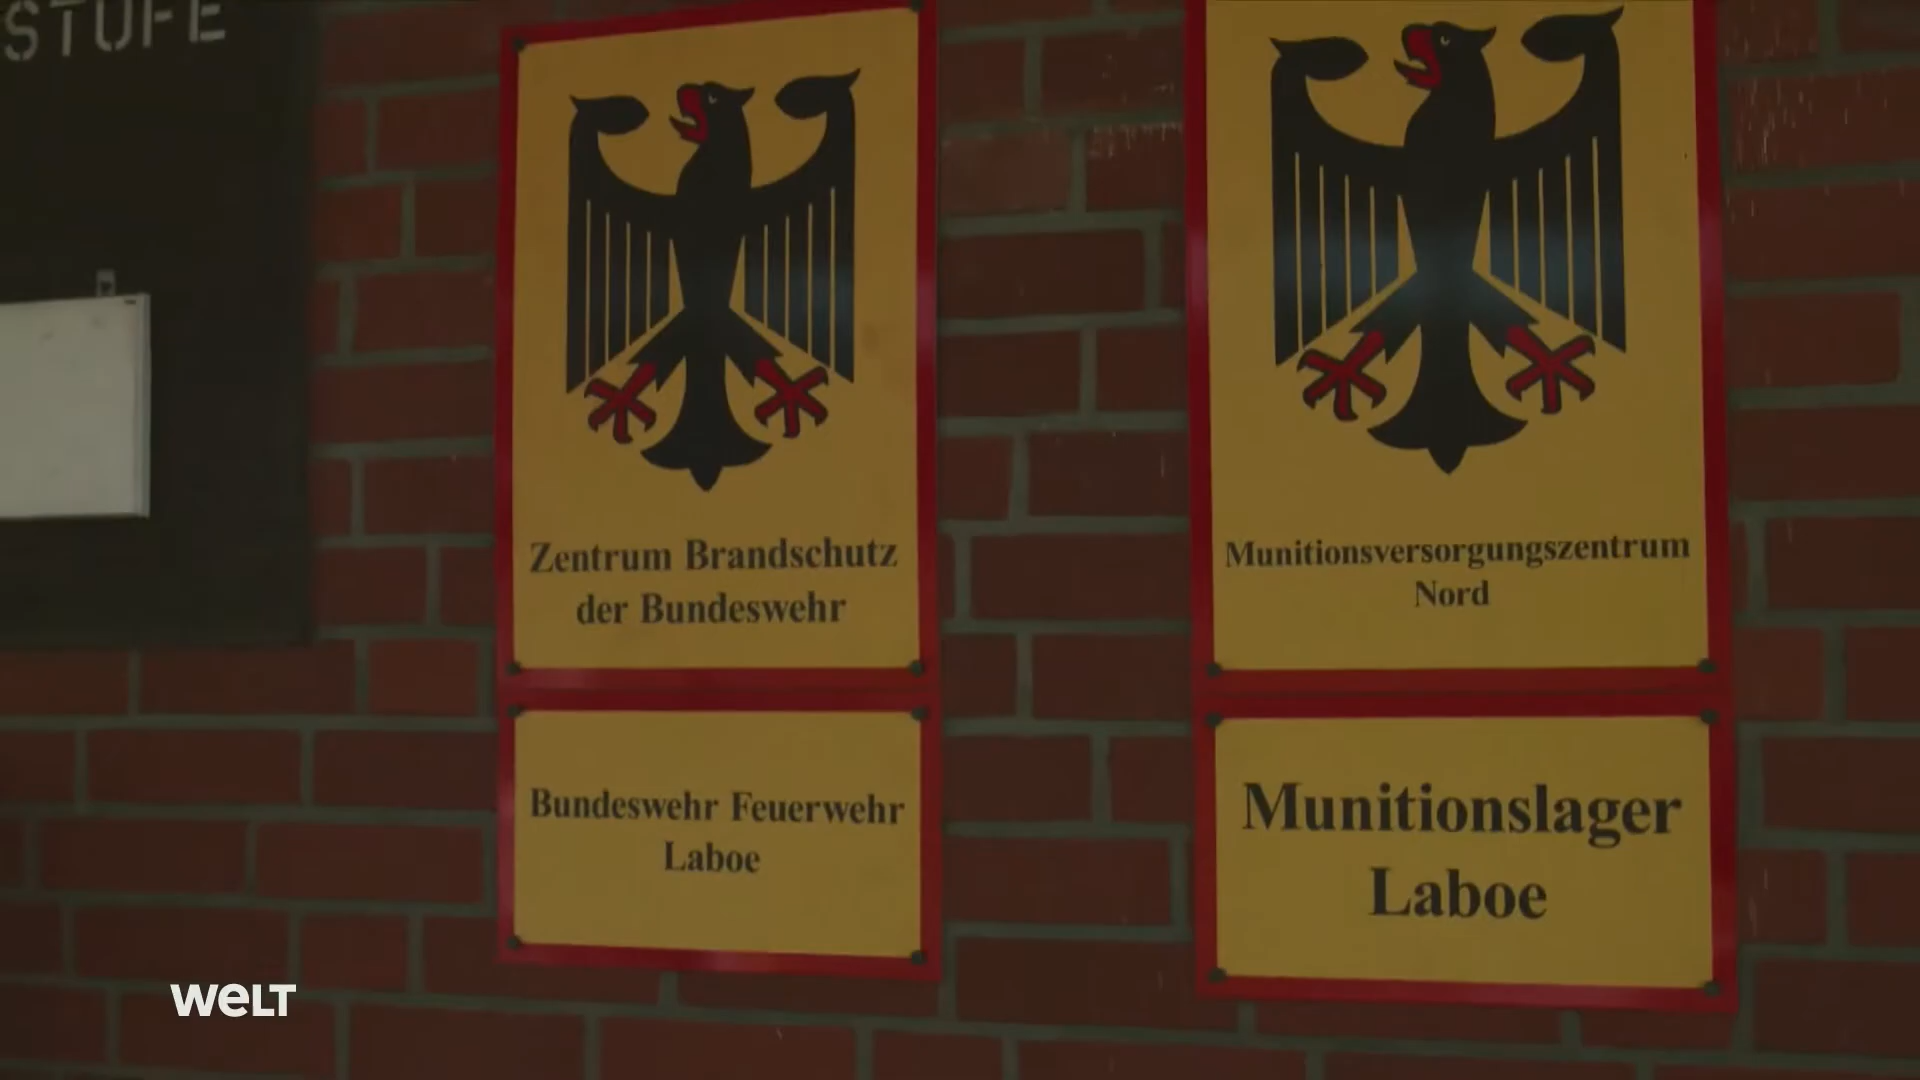 STUFE
Zentrum Brandschutz
der Bundeswehr
Bundeswehr Feuerwehr
Laboe
Munitionsversorgungszentrum
Nord
Munitionslager
Laboe
WELT